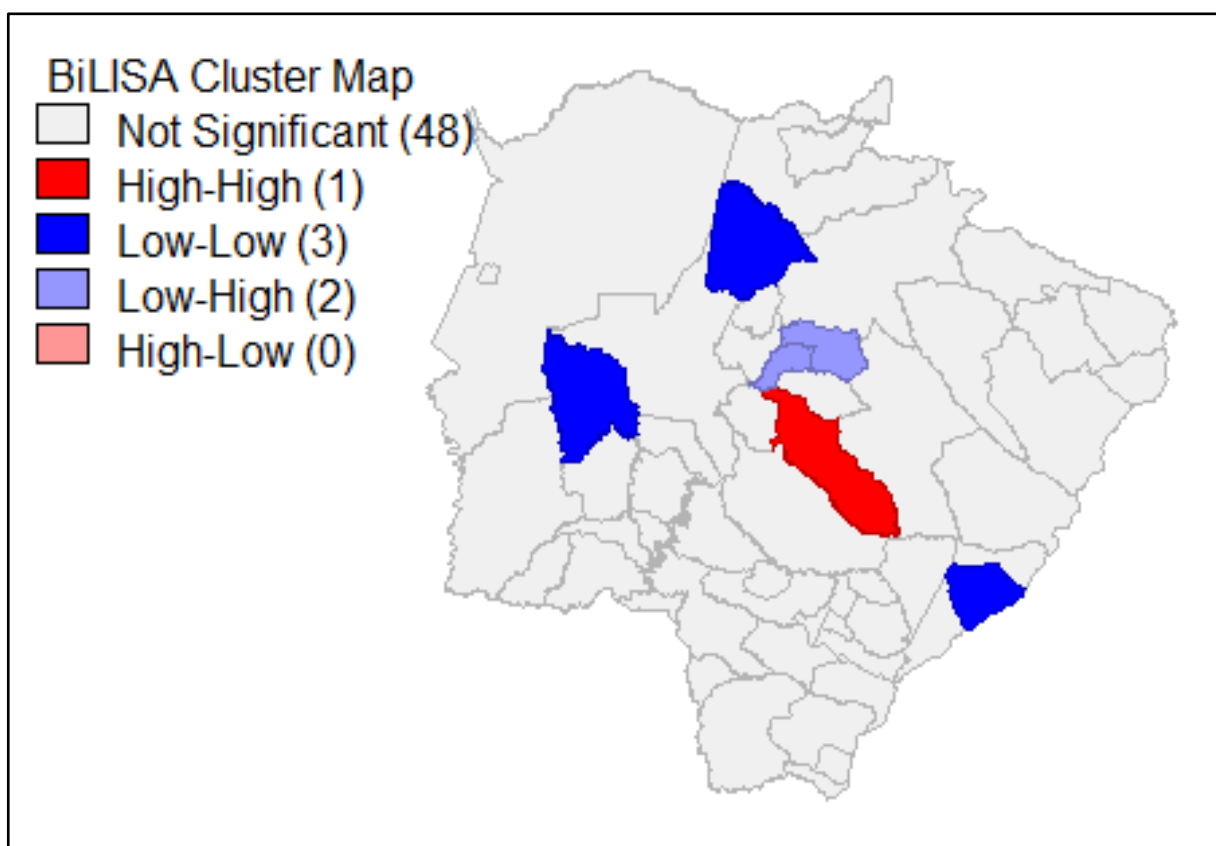 BiLISA Cluster Map
Not Significant (48)
High-High (1)
Low-Low (3)
Low-High (2)
High-Low (0)